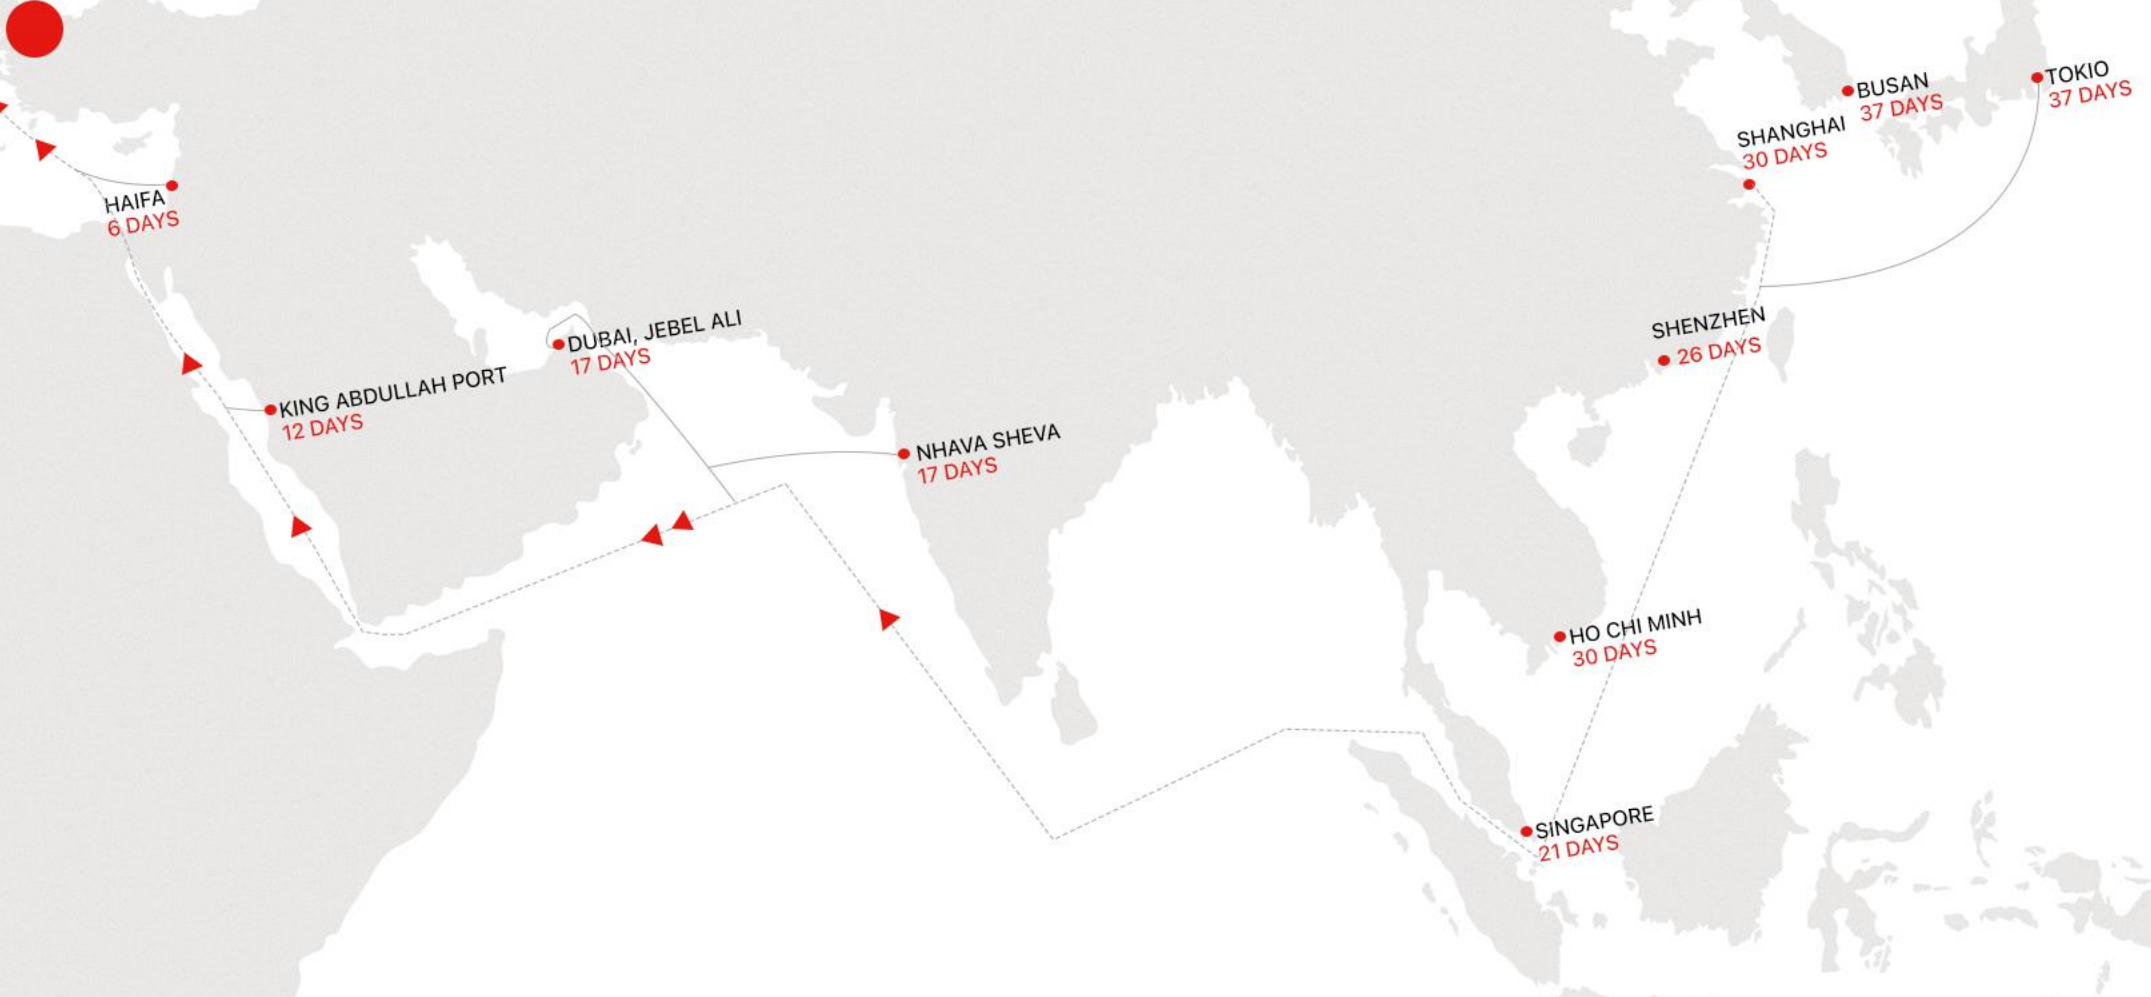 TOKIO
37 DAYS
BUSAN
37 DAYS
SHANGHAI
30 DAYS
HAIFA
6 DAYS
DUBAI, JEBEL ALI
17 DAYS
SHENZHEN
26 DAYS
KING ABDULLAH PORT
12 DAYS
NHAVA SHEVA
17 DAYS
HO CHI MINH
30 DAYS
SINGAPORE
21 DAYS